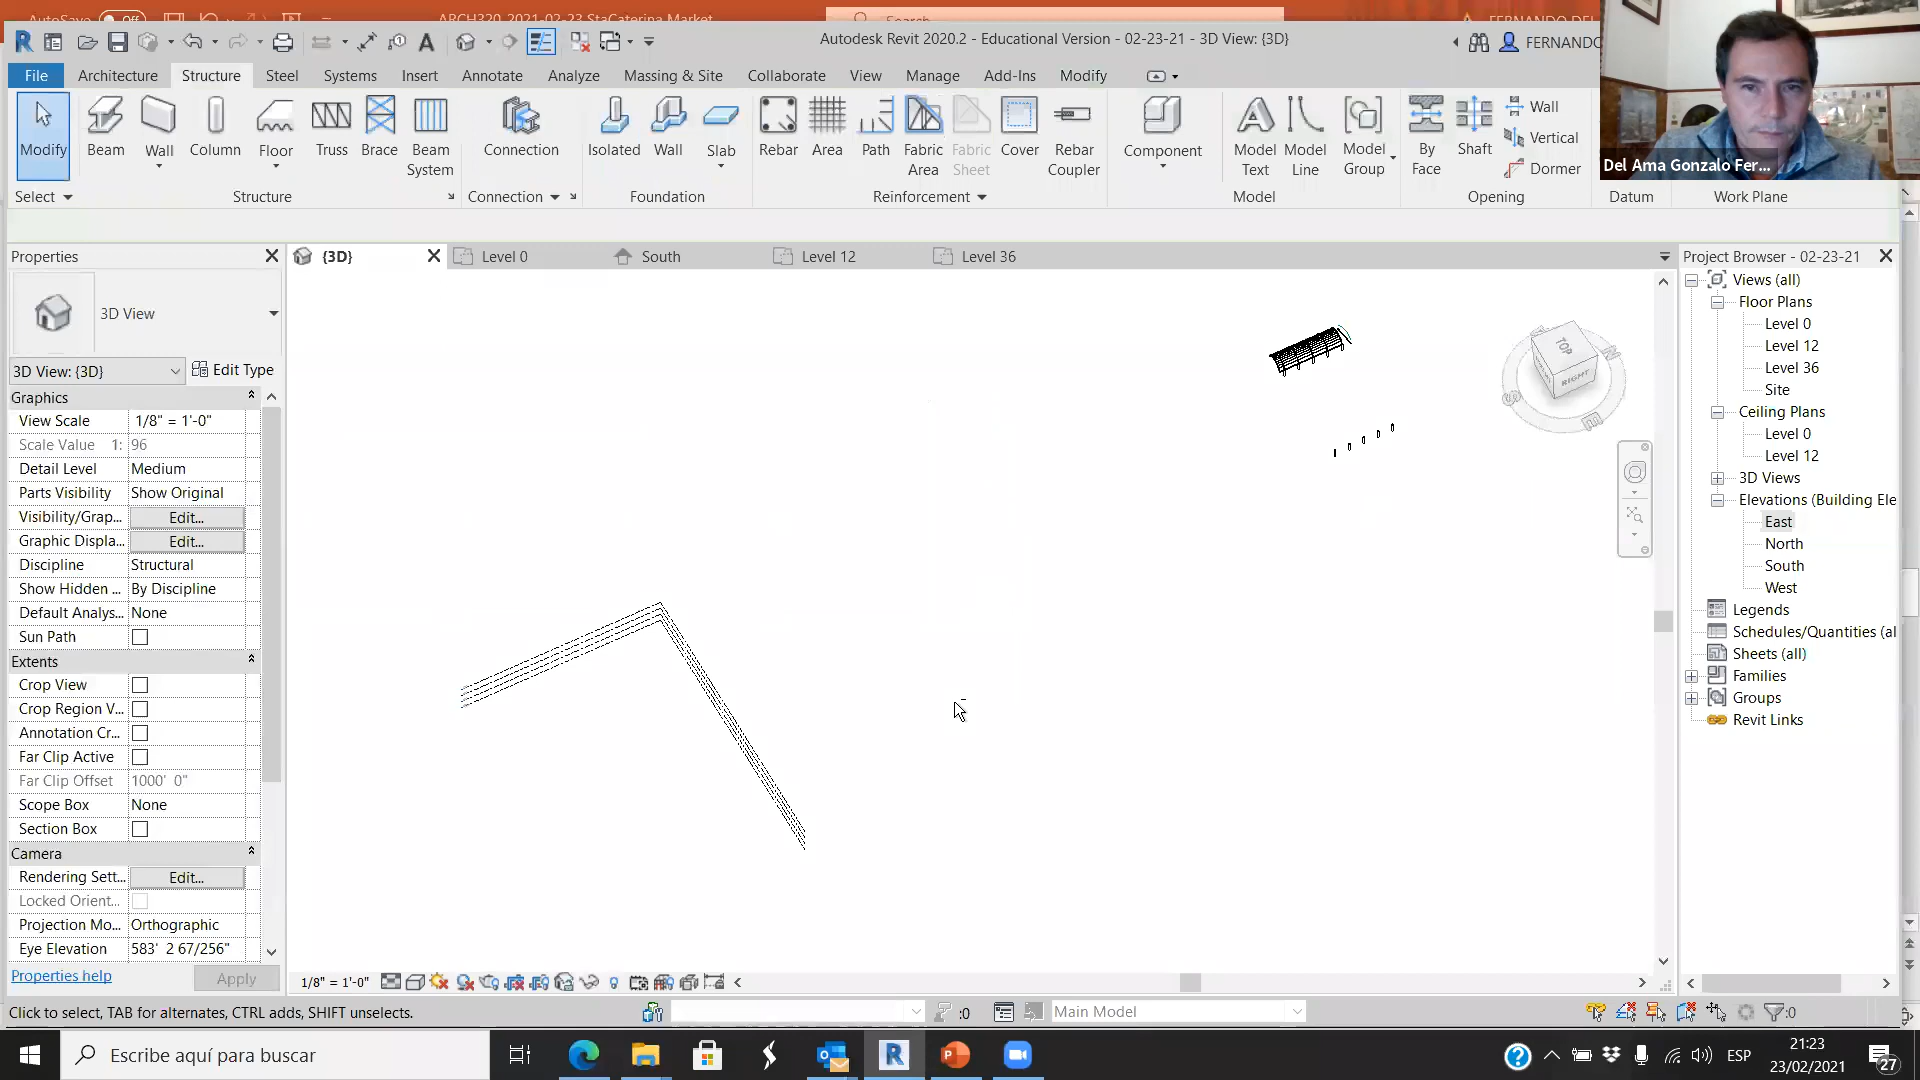 AutoSave Off
ARCH320_2021-02-23 StaCaterina Market
Search
Autodesk Revit 2020.2 - Educational Version - 02-23-21 - 3D View: {3D}
FERNANDO
File Architecture Structure Steel Systems Insert Annotate Analyze Massing & Site Collaborate View Manage Add-Ins Modify
Modify Beam Wall Column Floor Truss Brace Beam System Connection Isolated Wall Slab Rebar Area Path Fabric Area Fabric Sheet Cover Rebar Coupler Component Model Text Model Line Model Group By Face Shaft
Wall
Vertical
Dormer
Del Ama Gonzalo Fer...
Select Structure Connection Foundation Reinforcement Model Opening Datum Work Plane
Properties
{3D} Level 0 South Level 12 Level 36
Project Browser - 02-23-21
3D View
3D View: {3D} Edit Type
Graphics
View Scale 1/8" = 1'-0"
Scale Value 1: 96
Detail Level Medium
Parts Visibility Show Original
Visibility/Grap... Edit...
Graphic Displa... Edit...
Discipline Structural
Show Hidden ... By Discipline
Default Analys... None
Sun Path
Extents
Crop View
Crop Region V...
Annotation Cr...
Far Clip Active
Far Clip Offset 1000' 0"
Scope Box None
Section Box
Camera
Rendering Sett... Edit...
Locked Orient...
Projection Mo... Orthographic
Eye Elevation 583' 2 67/256"
Properties help Apply
TOP
RIGHT
Views (all)
Floor Plans
Level 0
Level 12
Level 36
Site
Ceiling Plans
Level 0
Level 12
3D Views
Elevations (Building Ele
East
North
South
West
Legends
Schedules/Quantities (al
Sheets (all)
Families
Groups
Revit Links
1/8" = 1'-0"
Click to select, TAB for alternates, CTRL adds, SHIFT unselects.
:0
Main Model
:0
Escribe aquí para buscar
ESP
21:23
23/02/2021
27